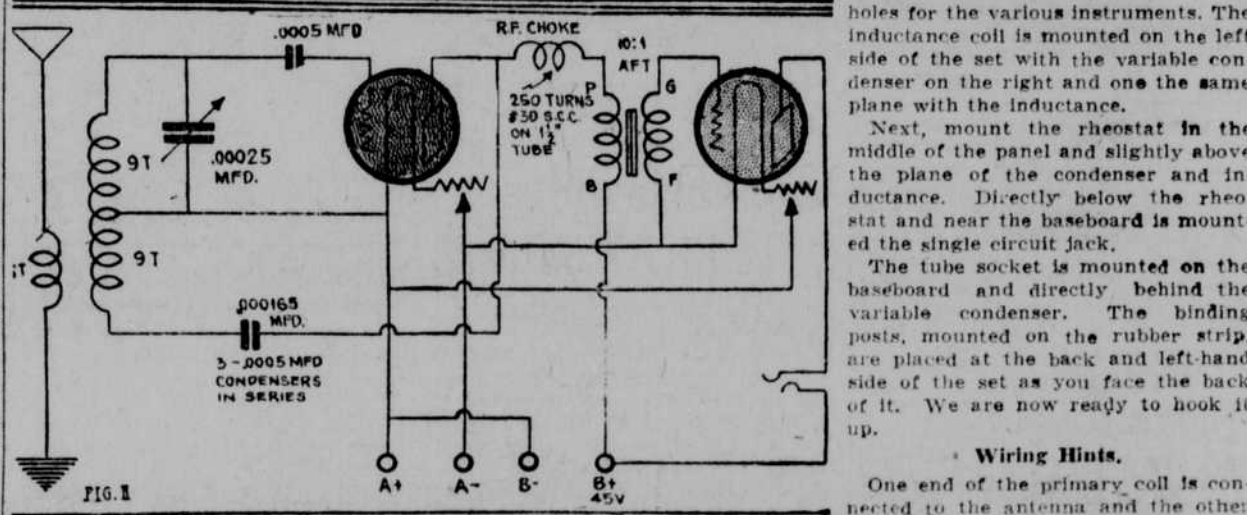 .0005 MFD
R.F. CHOKE
10:1
AFT
250 TURNS
#30 S.C.C.
ON 1½"
TUBE
P
G
B
F
9T
.00025
MFD.
9T
.000165
MFD.
3-.0005 MFD
CONDENSERS
IN SERIES
A+
A-
B-
B+
45V
FIG. II
holes for the various instruments. The
inductance coil is mounted on the left
side of the set with the variable con
denser on the right and one the same
plane with the inductance.
Next, mount the rheostat in the
middle of the panel and slightly above
the plane of the condenser and in
ductance. Directly below the rheo
stat and near the baseboard is mount
ed the single circuit jack.
The tube socket is mounted on the
baseboard and directly behind the
variable condenser. The binding
posts, mounted on the rubber strip
are placed at the back and left-hand
side of the set as you face the back
of it. We are now ready to hook it
up.
Wiring Hints.
One end of the primary coil is con
nected to the antenna and the other